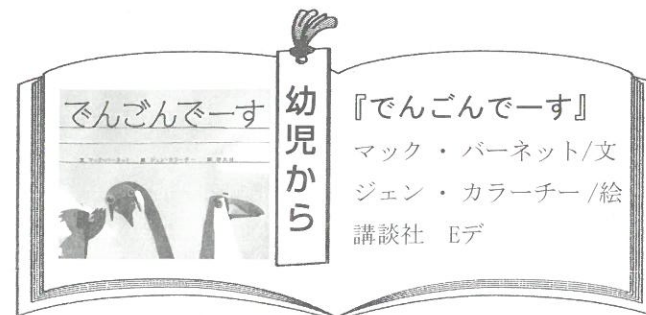 でんごんでーす
幼児から
『でんごんでーす』
マック・バーネット/文
ジェン・カラーチー/絵
講談社 Eデ